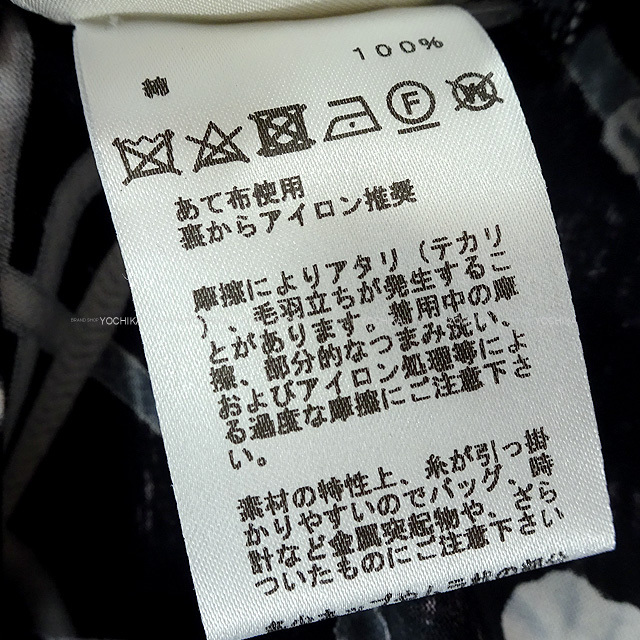 100%
F
W
あて布使用
裏からアイロン推奨
摩擦によりアタリ（テカリ
）、毛羽立ちが発生するこ
とがあります。着用中の摩
擦、部分的なつまみ洗い、
およびアイロン処理等によ
る過度な摩擦にご注意下さ
い。
素材の特性上、糸が引っ掛
かりやすいのでバッグ、時
計など金属突起物や、ざら
ついたものにご注意下さい
BRAND SHOP YOCHIKA